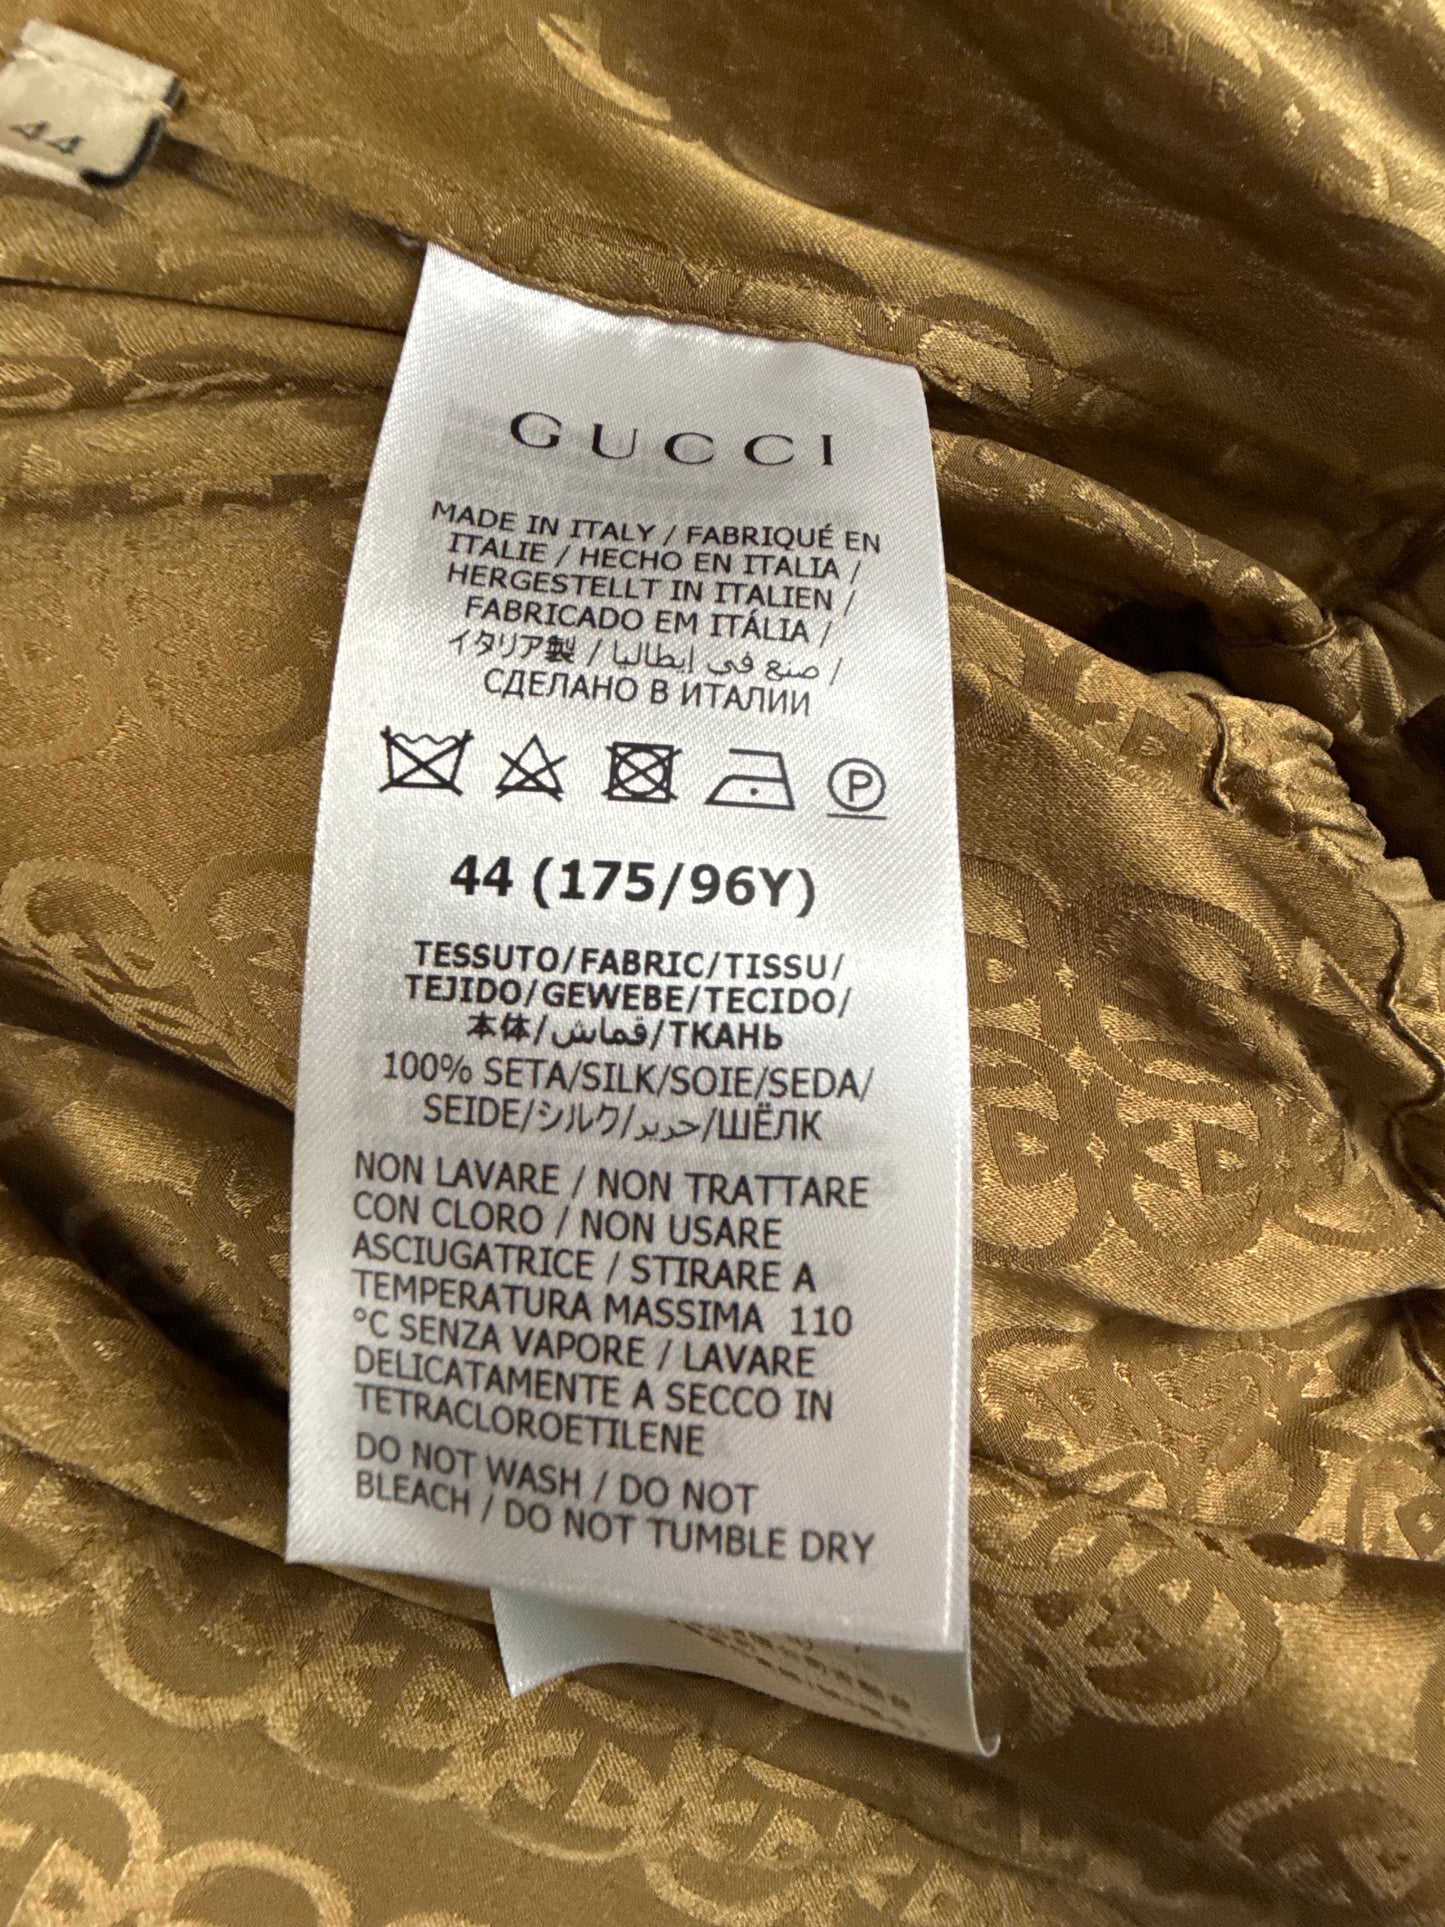 44
GUCCI
MADE IN ITALY / FABRIQUÉ EN
ITALIE / HECHO EN ITALIA /
HERGESTELLT IN ITALIEN /
FABRICADO EM ITÁLIA /
イタリア製 / صنع في إيطاليا /
СДЕЛАНО В ИТАЛИИ
P
44 (175/96Y)
TESSUTO/FABRIC/TISSU/
TEJIDO/GEWEBE/TECIDO/
本体/قماش/ТКАНЬ
100% SETA/SILK/SOIE/SEDA/
SEIDE/シルク/حرير/ШЁЛК
NON LAVARE / NON TRATTARE
CON CLORO / NON USARE
ASCIUGATRICE / STIRARE A
TEMPERATURA MASSIMA 110
°C SENZA VAPORE / LAVARE
DELICATAMENTE A SECCO IN
TETRACLOROETILENE
DO NOT WASH / DO NOT
BLEACH / DO NOT TUMBLE DRY